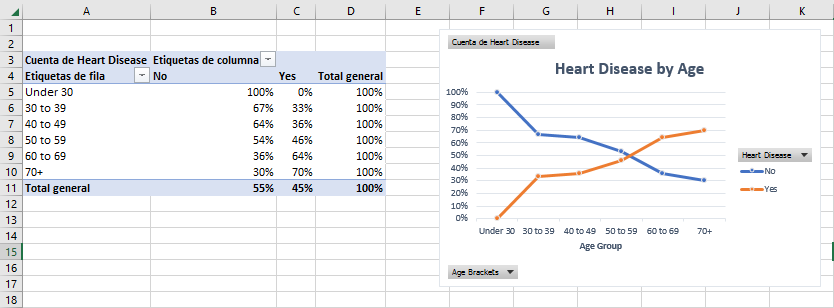 A B C D E F G H I J K
1
2
3 Cuenta de Heart Disease Etiquetas de columna
4 Etiquetas de fila No Yes Total general
5 Under 30 100% 0% 100%
6 30 to 39 67% 33% 100%
7 40 to 49 64% 36% 100%
8 50 to 59 54% 46% 100%
9 60 to 69 36% 64% 100%
10 70+ 30% 70% 100%
11 Total general 55% 45% 100%
12
13
14
15
16
17
18
Cuenta de Heart Disease
Heart Disease by Age
100%
90%
80%
70%
60%
50%
40%
30%
20%
10%
0%
Under 30 30 to 39 40 to 49 50 to 59 60 to 69 70+
Age Group
Heart Disease
No
Yes
Age Brackets